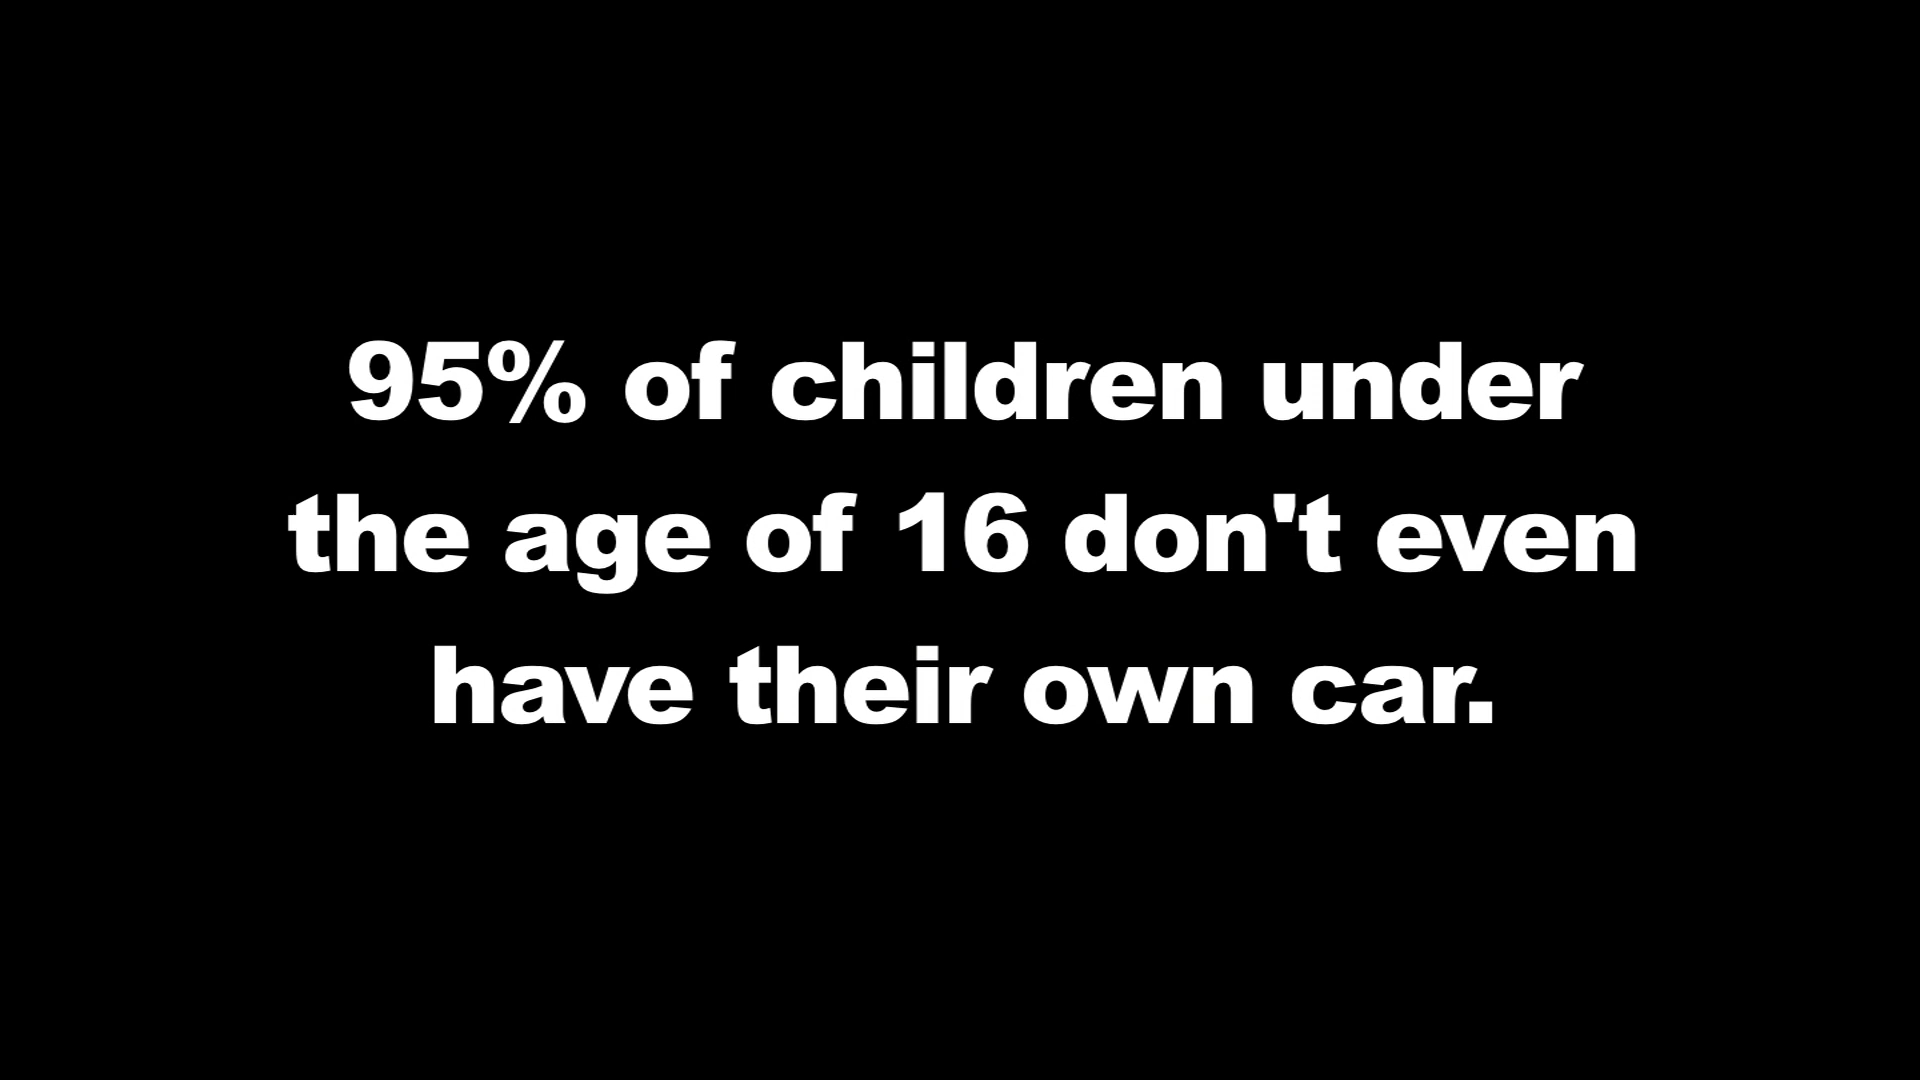 95% of children under
the age of 16 don't even
have their own car.